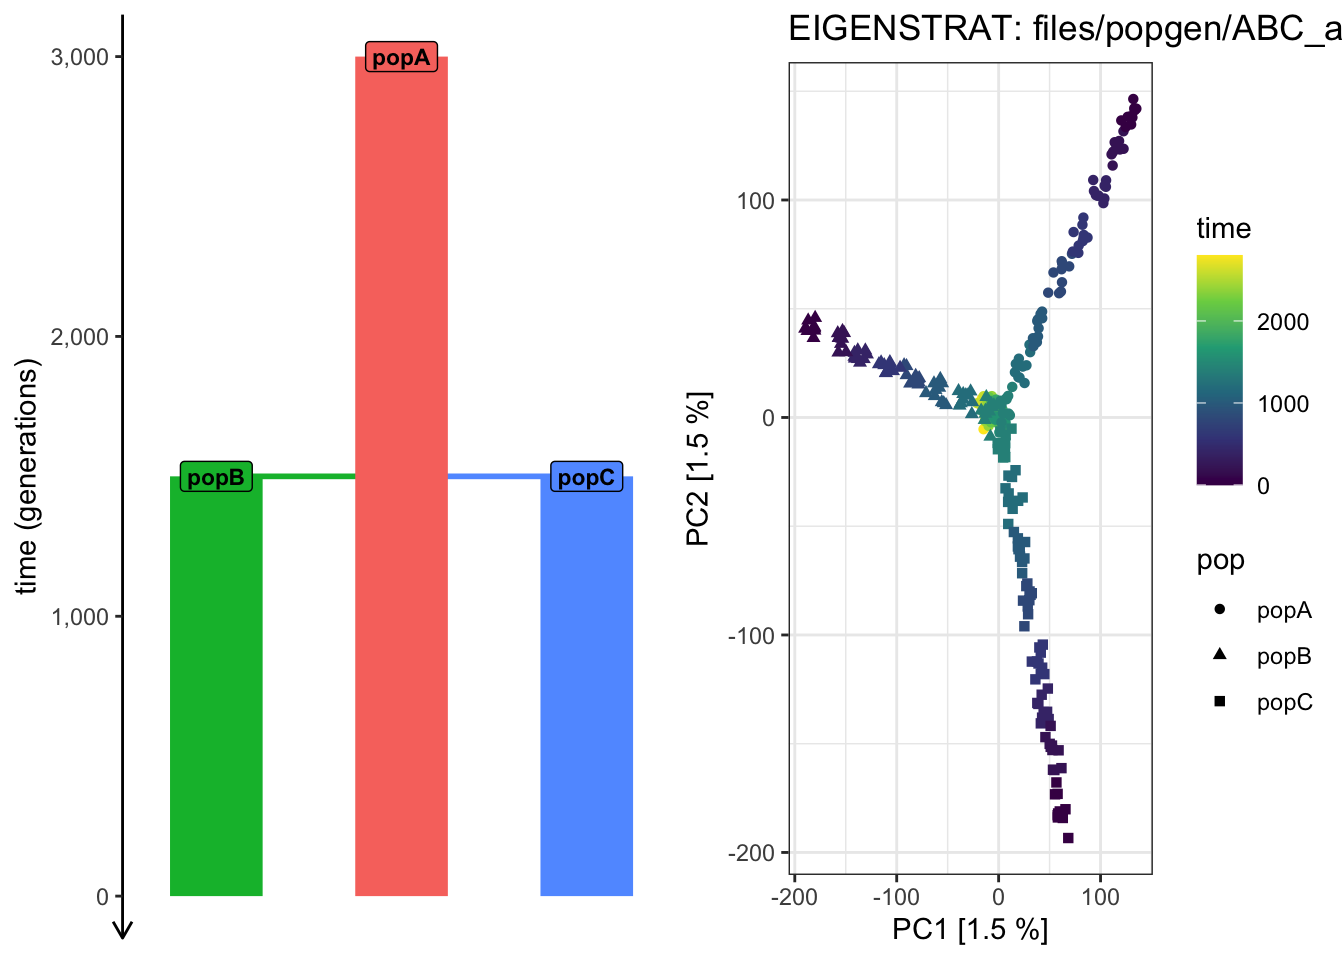 time (generations)
3,000
2,000
1,000
0
popA
popB
popC
EIGENSTRAT: files/popgen/ABC_a
PC2 [1.5 %]
100
0
-100
-200
-200
-100
0
100
PC1 [1.5 %]
time
2000
1000
0
pop
popA
popB
popC